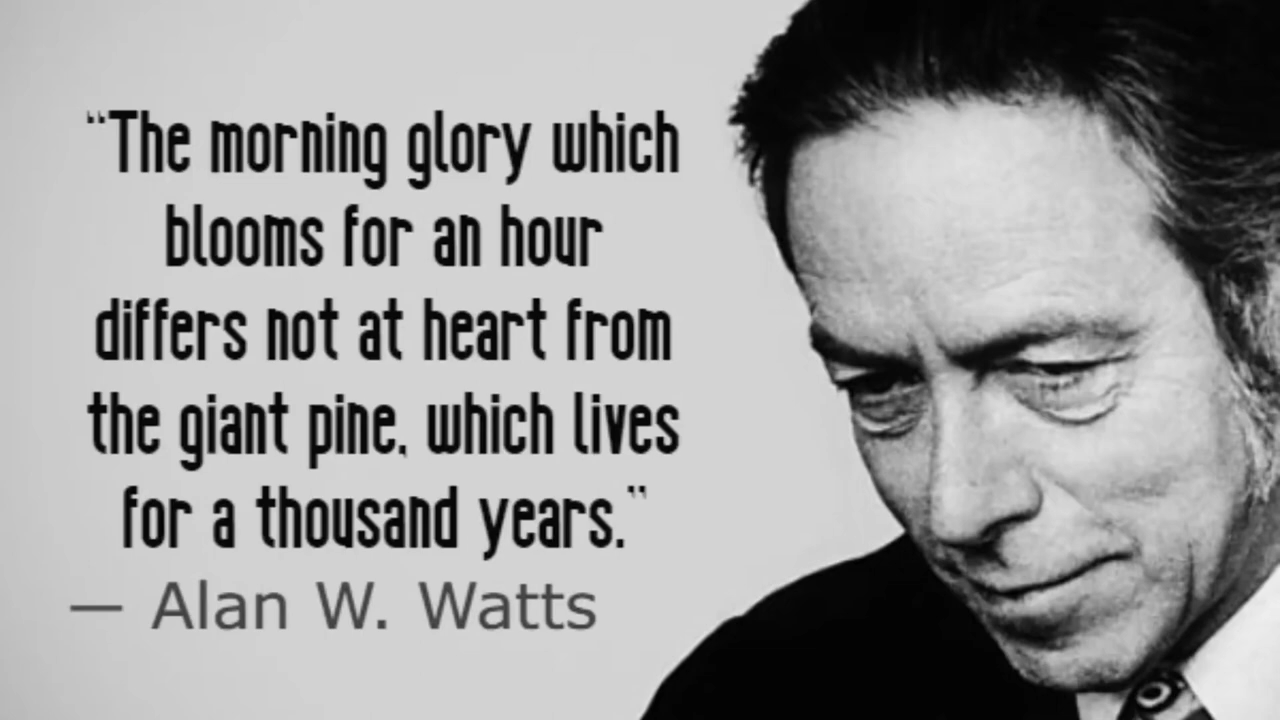 “The morning glory which
blooms for an hour
differs not at heart from
the giant pine, which lives
for a thousand years.”
— Alan W. Watts